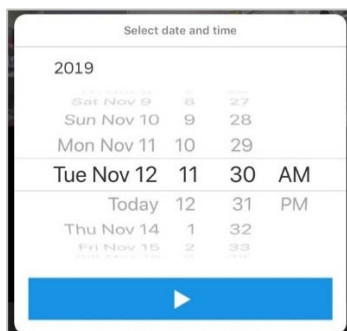 Select date and time
2019
Sat Nov 9 8 27
Sun Nov 10 9 28
Mon Nov 11 10 29
Tue Nov 12 11 30 AM
Today 12 31 PM
Thu Nov 14 1 32
Fri Nov 15 2 33